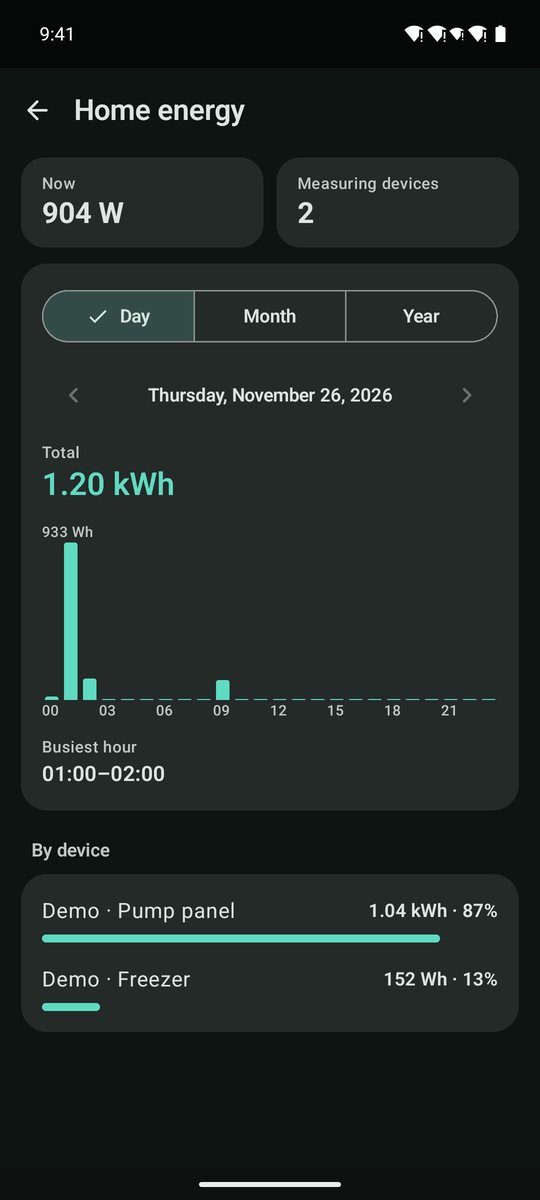 9:41
Home energy
Now
904 W
Measuring devices
2
Day
Month
Year
Thursday, November 26, 2026
Total
1.20 kWh
933 Wh
00 03 06 09 12 15 18 21
Busiest hour
01:00–02:00
By device
Demo · Pump panel 1.04 kWh · 87%
Demo · Freezer 152 Wh · 13%